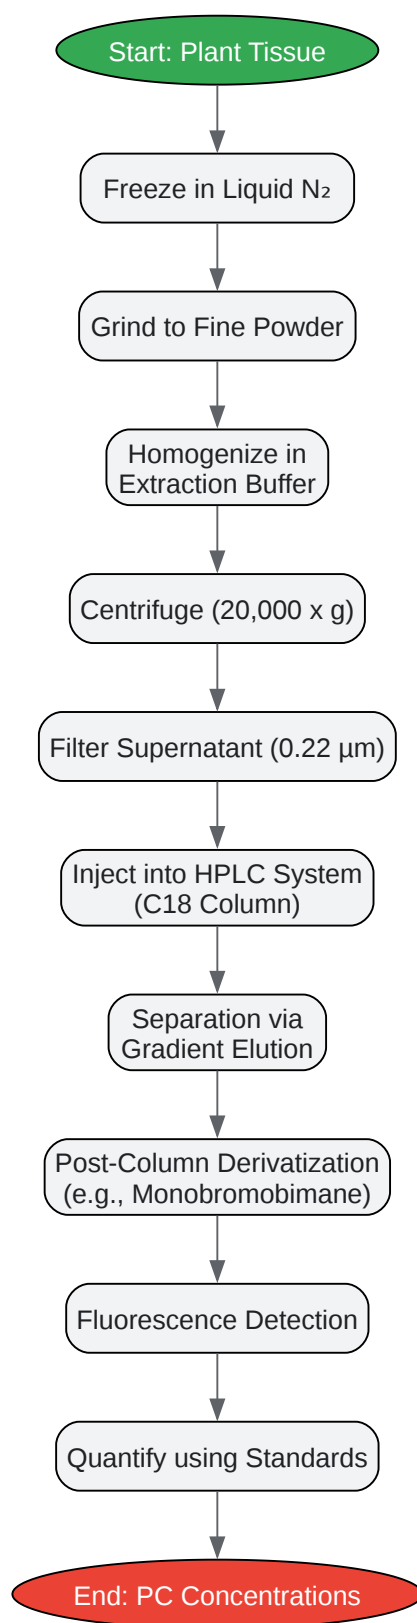 Start: Plant Tissue
Freeze in Liquid N₂
Grind to Fine Powder
Homogenize in
Extraction Buffer
Centrifuge (20,000 x g)
Filter Supernatant (0.22 µm)
Inject into HPLC System
(C18 Column)
Separation via
Gradient Elution
Post-Column Derivatization
(e.g., Monobromobimane)
Fluorescence Detection
Quantify using Standards
End: PC Concentrations